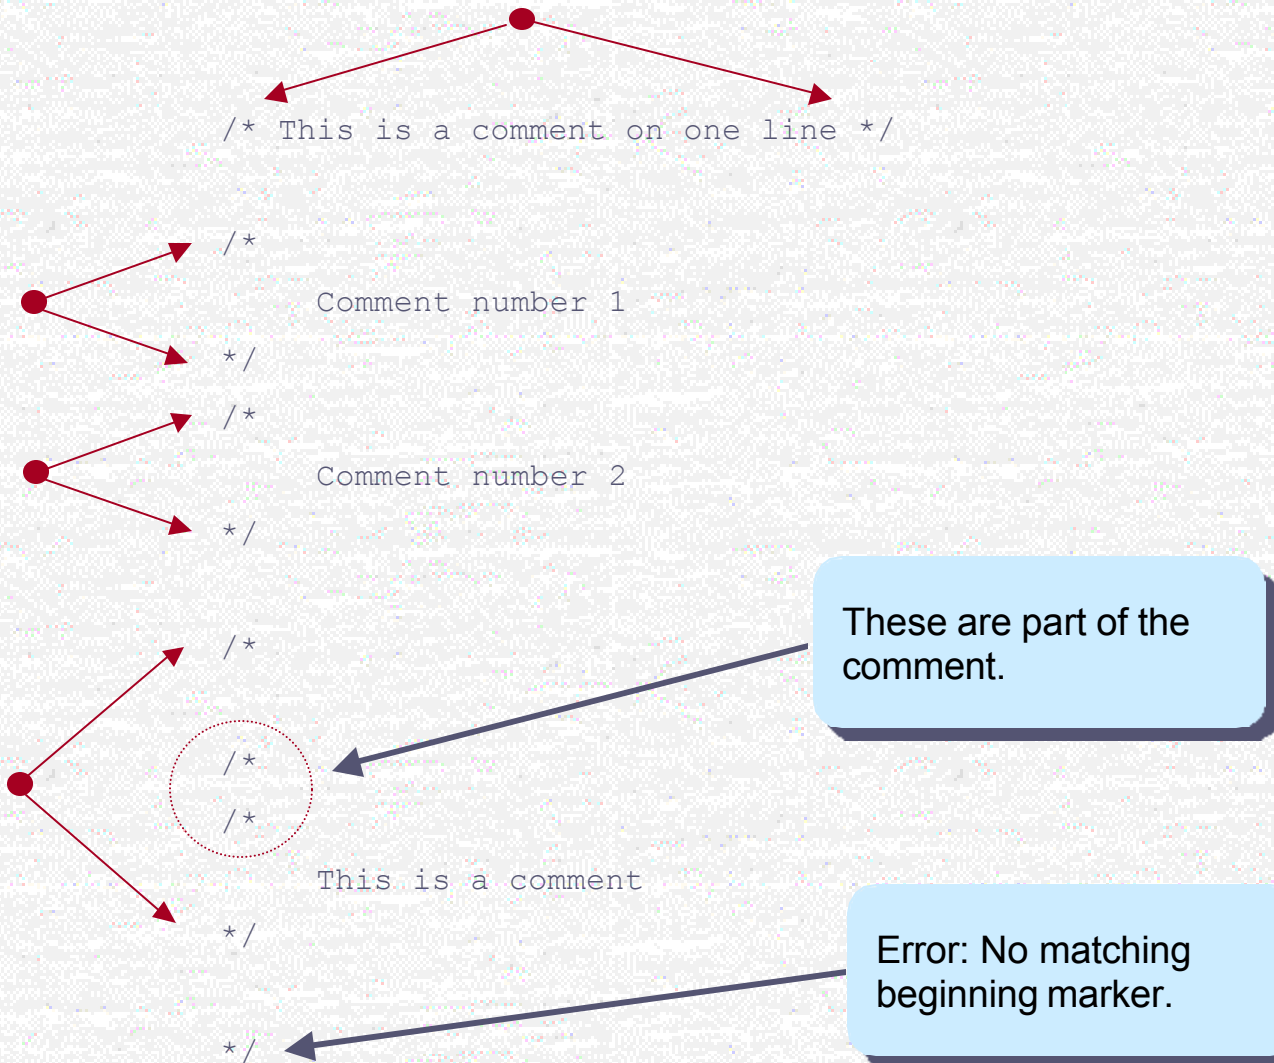 /* This is a comment on one line */
/*
Comment number 1
*/
/*
Comment number 2
*/
These are part of the
comment.
/*
/*
/*
This is a comment
*/
Error: No matching
beginning marker.
*/